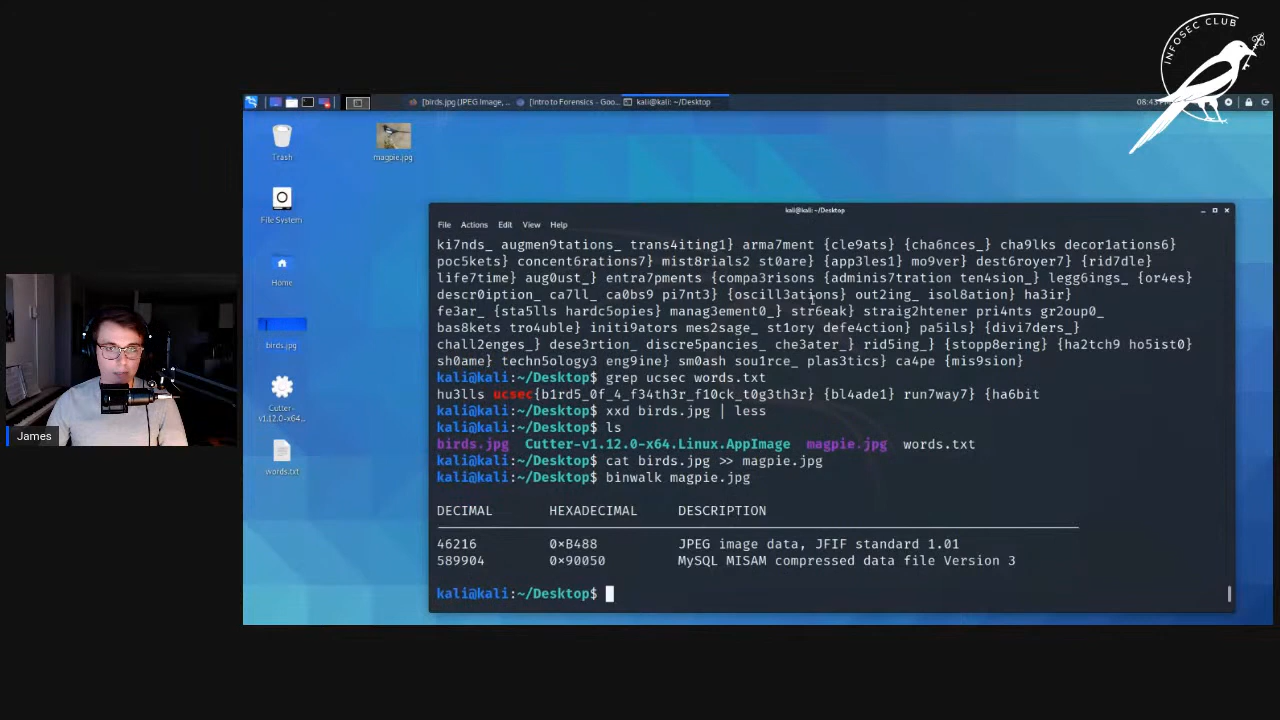 INFOSEC CLUB
[birds.jpg (JPEG Image, ...
[Intro to Forensics - Goo...
kali@kali: ~/Desktop
08:43
Trash
magpie.jpg
File System
Home
birds.jpg
Cutter-
v1.12.0-x64...
words.txt
James
kali@kali: ~/Desktop
File Actions Edit View Help
ki7nds_ augmen9tations_ trans4iting1} arma7ment {cle9ats} {cha6nces_} cha9lks decor1ations6}
poc5kets} concent6rations7} mist8rials2 st0are} {app3les1} mo9ver} dest6royer7} {rid7dle}
life7time} aug0ust_} entra7pments {compa3risons {adminis7tration ten4sion_} legg6ings_ {or4es}
descr0iption_ ca7ll_ ca0bs9 pi7nt3} {oscill3ations} out2ing_ isol8ation} ha3ir}
fe3ar_ {sta5lls hardc5opies} manag3ement0_} str6eak} straig2htener pri4nts gr2oup0_
bas8kets tro4uble} initi9ators mes2sage_ st1ory defe4ction} pa5ils} {divi7ders_}
chall2enges_} dese3rtion_ discre5pancies_ che3ater_} rid5ing_} {stopp8ering} {ha2tch9 ho5ist0}
sh0ame} techn5ology3 eng9ine} sm0ash sou1rce_ plas3tics} ca4pe {mis9sion}
kali@kali:~/Desktop$ grep ucsec words.txt
hu3lls ucsec{b1rd5_0f_4_f34th3r_f10ck_t0g3th3r} {bl4ade1} run7way7} {ha6bit
kali@kali:~/Desktop$ xxd birds.jpg | less
kali@kali:~/Desktop$ ls
birds.jpg Cutter-v1.12.0-x64.Linux.AppImage magpie.jpg words.txt
kali@kali:~/Desktop$ cat birds.jpg >> magpie.jpg
kali@kali:~/Desktop$ binwalk magpie.jpg
DECIMAL HEXADECIMAL DESCRIPTION
46216 0×B488 JPEG image data, JFIF standard 1.01
589904 0×90050 MySQL MISAM compressed data file Version 3
kali@kali:~/Desktop$